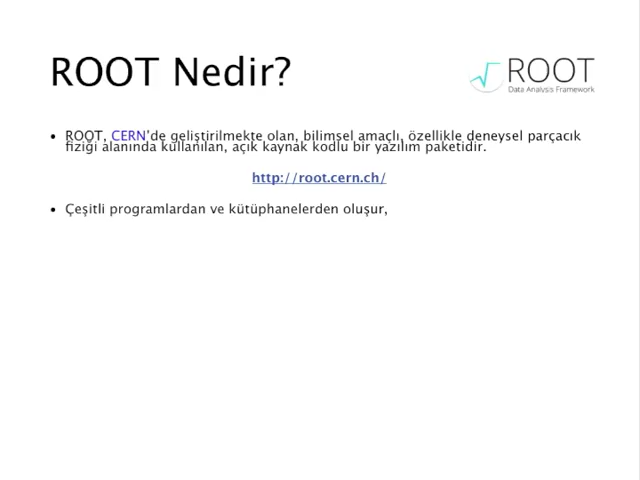 ROOT Nedir?
ROOT
Data Analysis Framework
• ROOT, CERN'de geliştirilmekte olan, bilimsel amaçlı, özellikle deneysel parçacık
fiziği alanında kullanılan, açık kaynak kodlu bir yazılım paketidir.
http://root.cern.ch/
• Çeşitli programlardan ve kütüphanelerden oluşur,